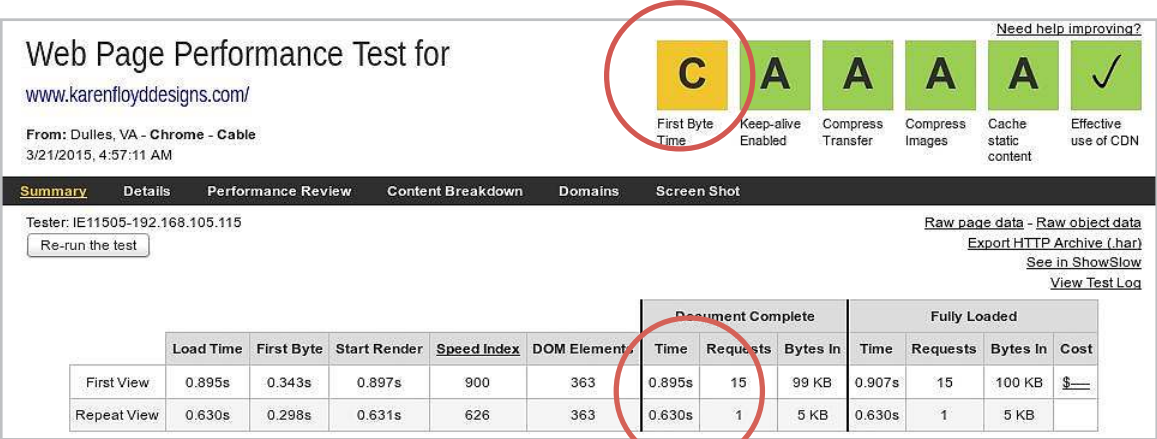 Need help improving?
Web Page Performance Test for
www.karenfloyddesigns.com/
From: Dulles, VA - Chrome - Cable
3/21/2015, 4:57:11 AM
C A A A A ✓
First Byte Time
Keep-alive Enabled
Compress Transfer
Compress Images
Cache static content
Effective use of CDN
Summary Details Performance Review Content Breakdown Domains Screen Shot
Tester: IE11505-192.168.105.115
Re-run the test
Raw page data - Raw object data
Export HTTP Archive (.har)
See in ShowSlow
View Test Log
Document Complete Fully Loaded
Load Time First Byte Start Render Speed Index DOM Elements Time Requests Bytes In Time Requests Bytes In Cost
First View 0.895s 0.343s 0.897s 900 363 0.895s 15 99 KB 0.907s 15 100 KB $----
Repeat View 0.630s 0.298s 0.631s 626 363 0.630s 1 5 KB 0.630s 1 5 KB